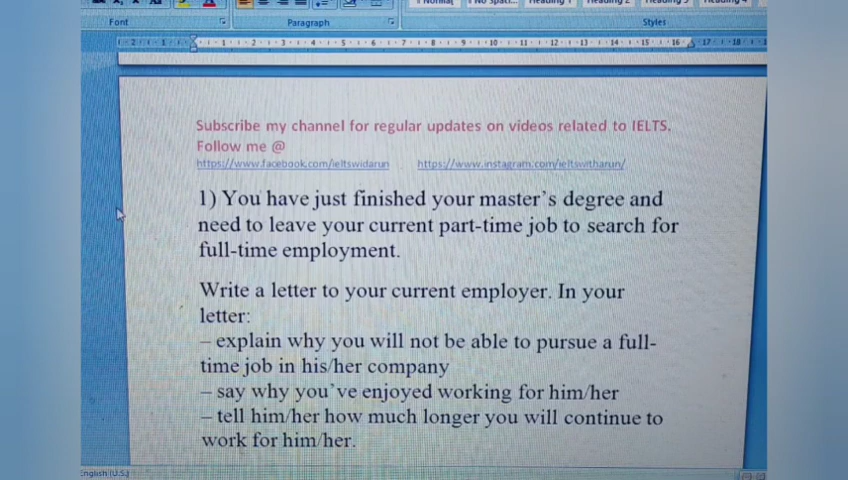 Font Paragraph Styles
Subscribe my channel for regular updates on videos related to IELTS.
Follow me @
https://www.facebook.com/ieltswidarun https://www.instagram.com/ieltswitharun/
1) You have just finished your master's degree and
need to leave your current part-time job to search for
full-time employment.
Write a letter to your current employer. In your
letter:
– explain why you will not be able to pursue a full-
time job in his/her company
– say why you've enjoyed working for him/her
– tell him/her how much longer you will continue to
work for him/her.
English (U.S.)